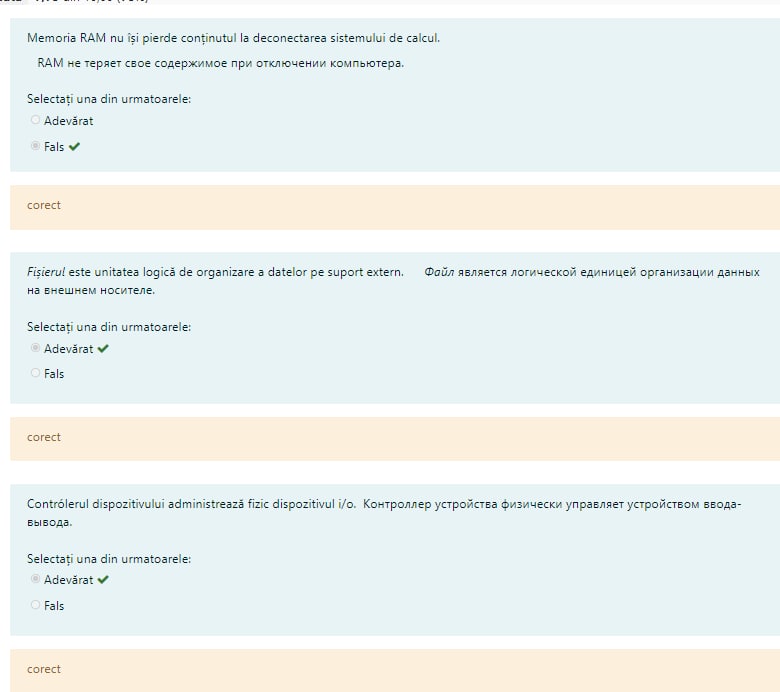 Memoria RAM nu își pierde conținutul la deconectarea sistemului de calcul.
RAM не теряет свое содержимое при отключении компьютера.
Selectați una din urmatoarele:
Adevărat
Fals
corect
Fișierul este unitatea logică de organizare a datelor pe suport extern. Файл является логической единицей организации данных
на внешнем носителе.
Selectați una din urmatoarele:
Adevărat
Fals
corect
Contrólerul dispozitivului administrează fizic dispozitivul i/o. Контроллер устройства физически управляет устройством ввода-
вывода.
Selectați una din urmatoarele:
Adevărat
Fals
corect